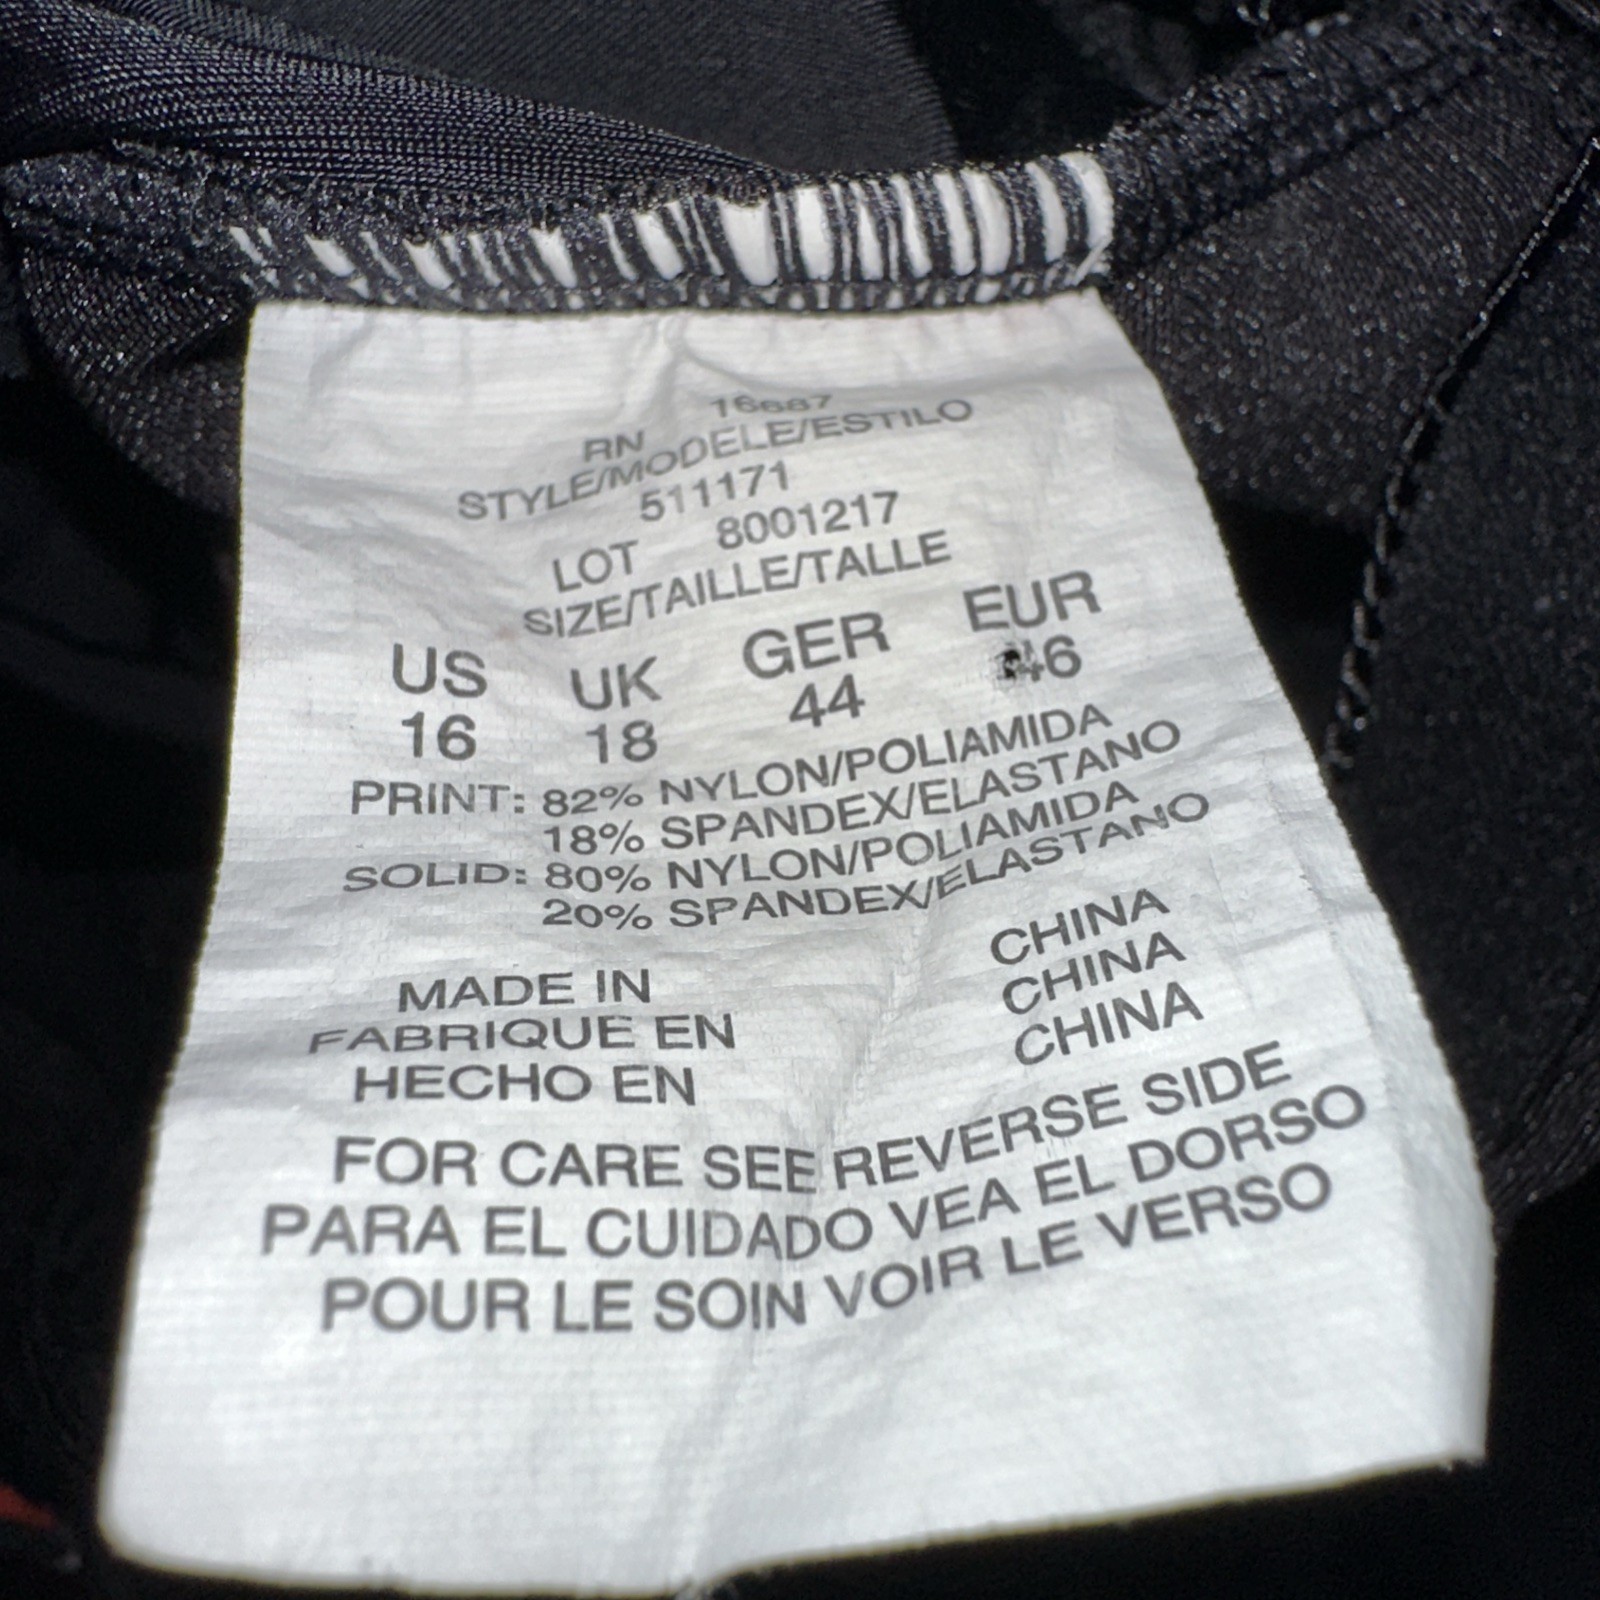 RN 16687
STYLE/MODELE/ESTILO
511171
LOT 8001217
SIZE/TAILLE/TALLE
US UK GER EUR
16 18 44 46
PRINT: 82% NYLON/POLIAMIDA
18% SPANDEX/ELASTANO
SOLID: 80% NYLON/POLIAMIDA
20% SPANDEX/ELASTANO
MADE IN CHINA
FABRIQUE EN CHINA
HECHO EN CHINA
FOR CARE SEE REVERSE SIDE
PARA EL CUIDADO VEA EL DORSO
POUR LE SOIN VOIR LE VERSO